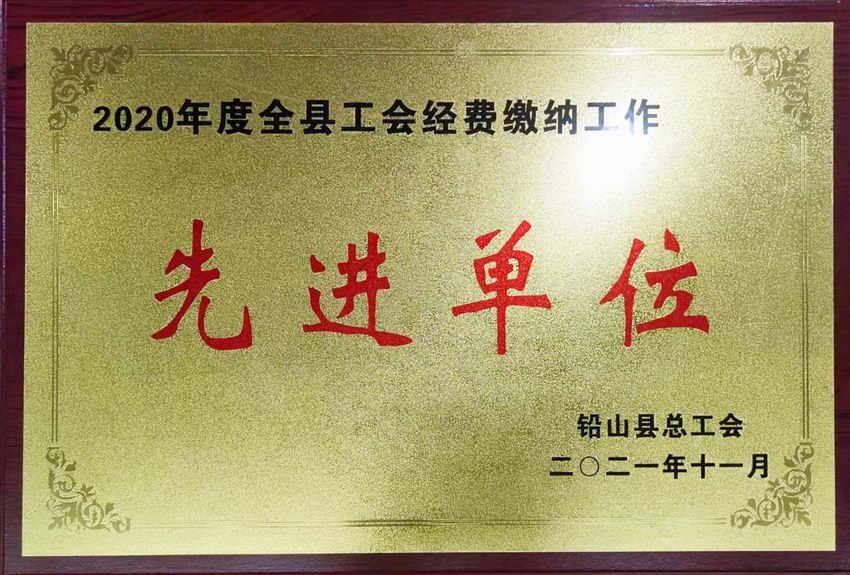 2020年度全县工会经费缴纳工作
先进单位
铅山县总工会
二〇二一年十一月